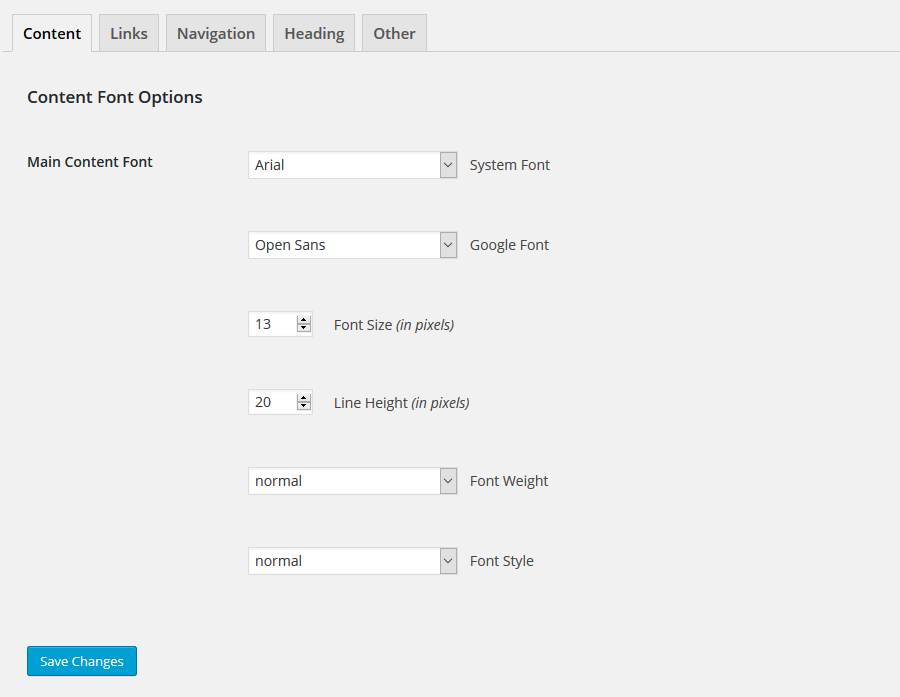 Content Links Navigation Heading Other
Content Font Options
Main Content Font Arial System Font
Open Sans Google Font
13 Font Size (in pixels)
20 Line Height (in pixels)
normal Font Weight
normal Font Style
Save Changes